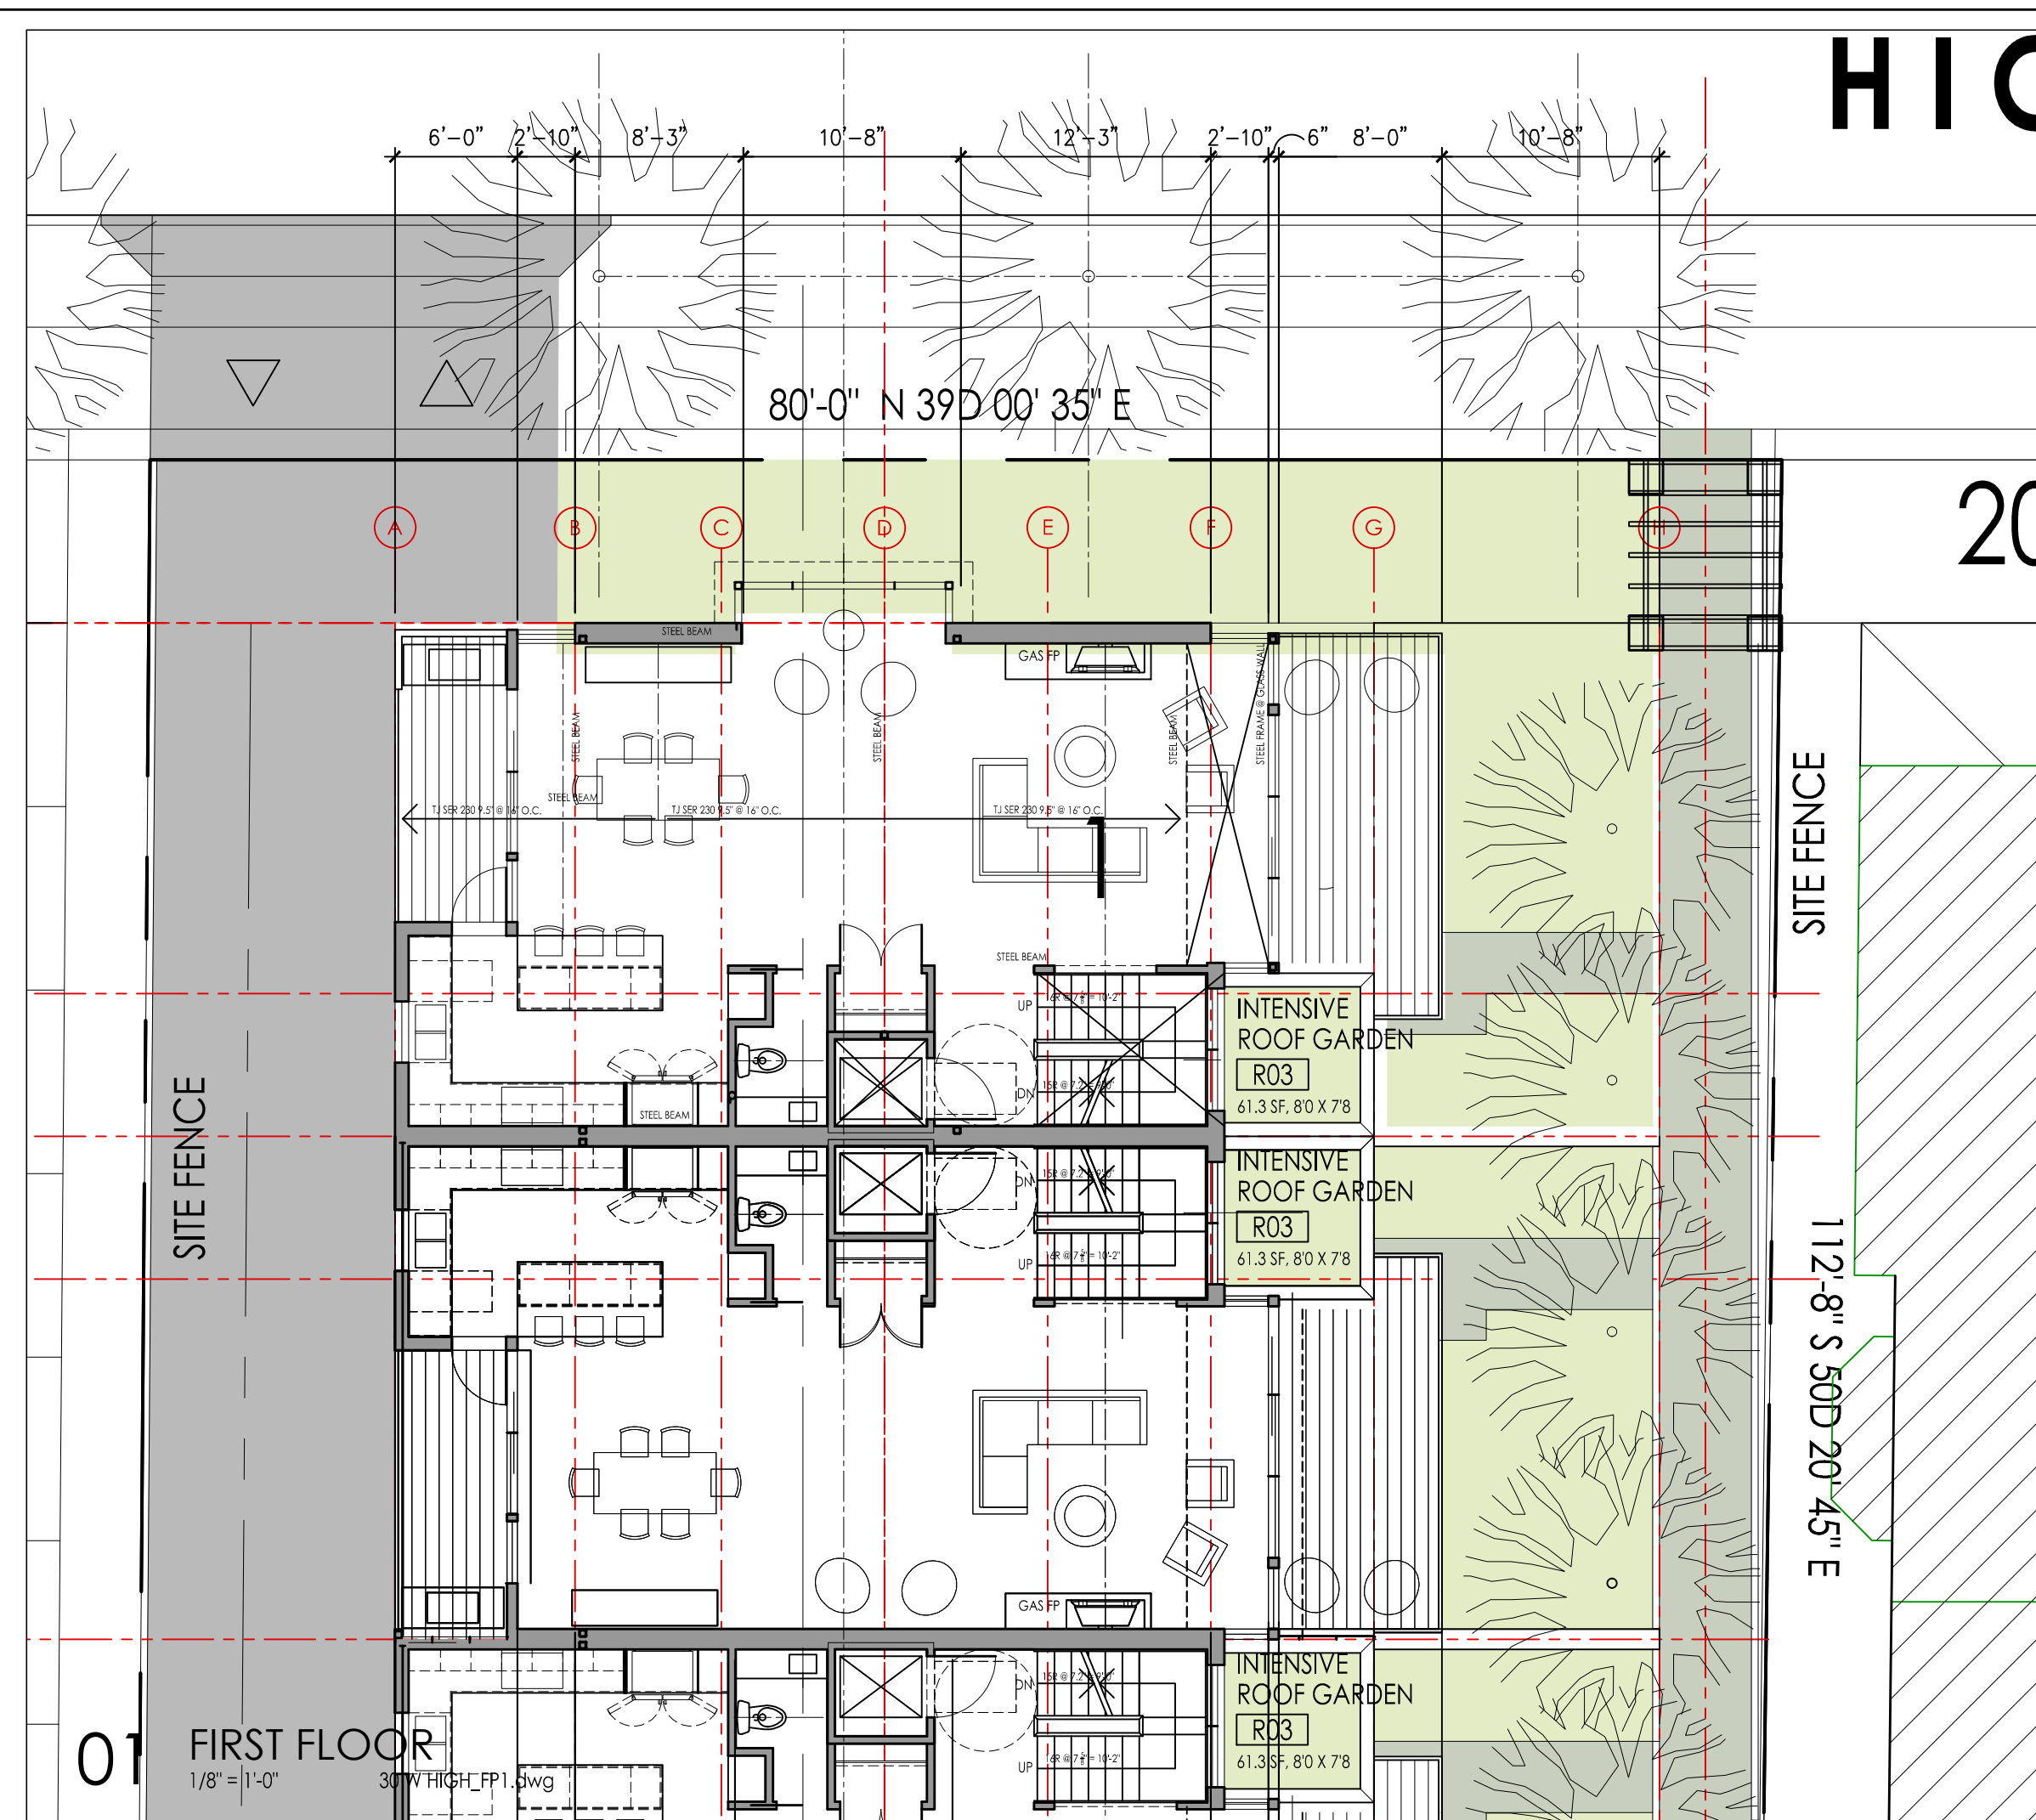 HIG
6'-0" 2'-10" 8'-3" 10'-8" 12'-3" 2'-10" 6" 8'-0" 10'-8"
80'-0" N 39D 00' 35" E
20
A B C D E F G H
STEEL BEAM
GAS FP
STEEL BEAM
STEEL BEAM
STEEL BEAM
STEEL FRAME @ GLASS WALL
SITE FENCE
STEEL BEAM
TJ SER 230 9.5" @ 16" O.C.
TJ SER 230 9.5" @ 16" O.C.
TJ SER 230 9.5" @ 16" O.C.
1
STEEL BEAM
UP
INTENSIVE
ROOF GARDEN
R03
61.3 SF, 8'0 X 7'8
DN
STEEL BEAM
SITE FENCE
DN
INTENSIVE
ROOF GARDEN
R03
61.3 SF, 8'0 X 7'8
UP
112'-8" S 50D 20' 45" E
GAS FP
DN
INTENSIVE
ROOF GARDEN
R03
61.3 SF, 8'0 X 7'8
UP
01 FIRST FLOOR
1/8" = 1'-0" 30 W HIGH_FP1.dwg